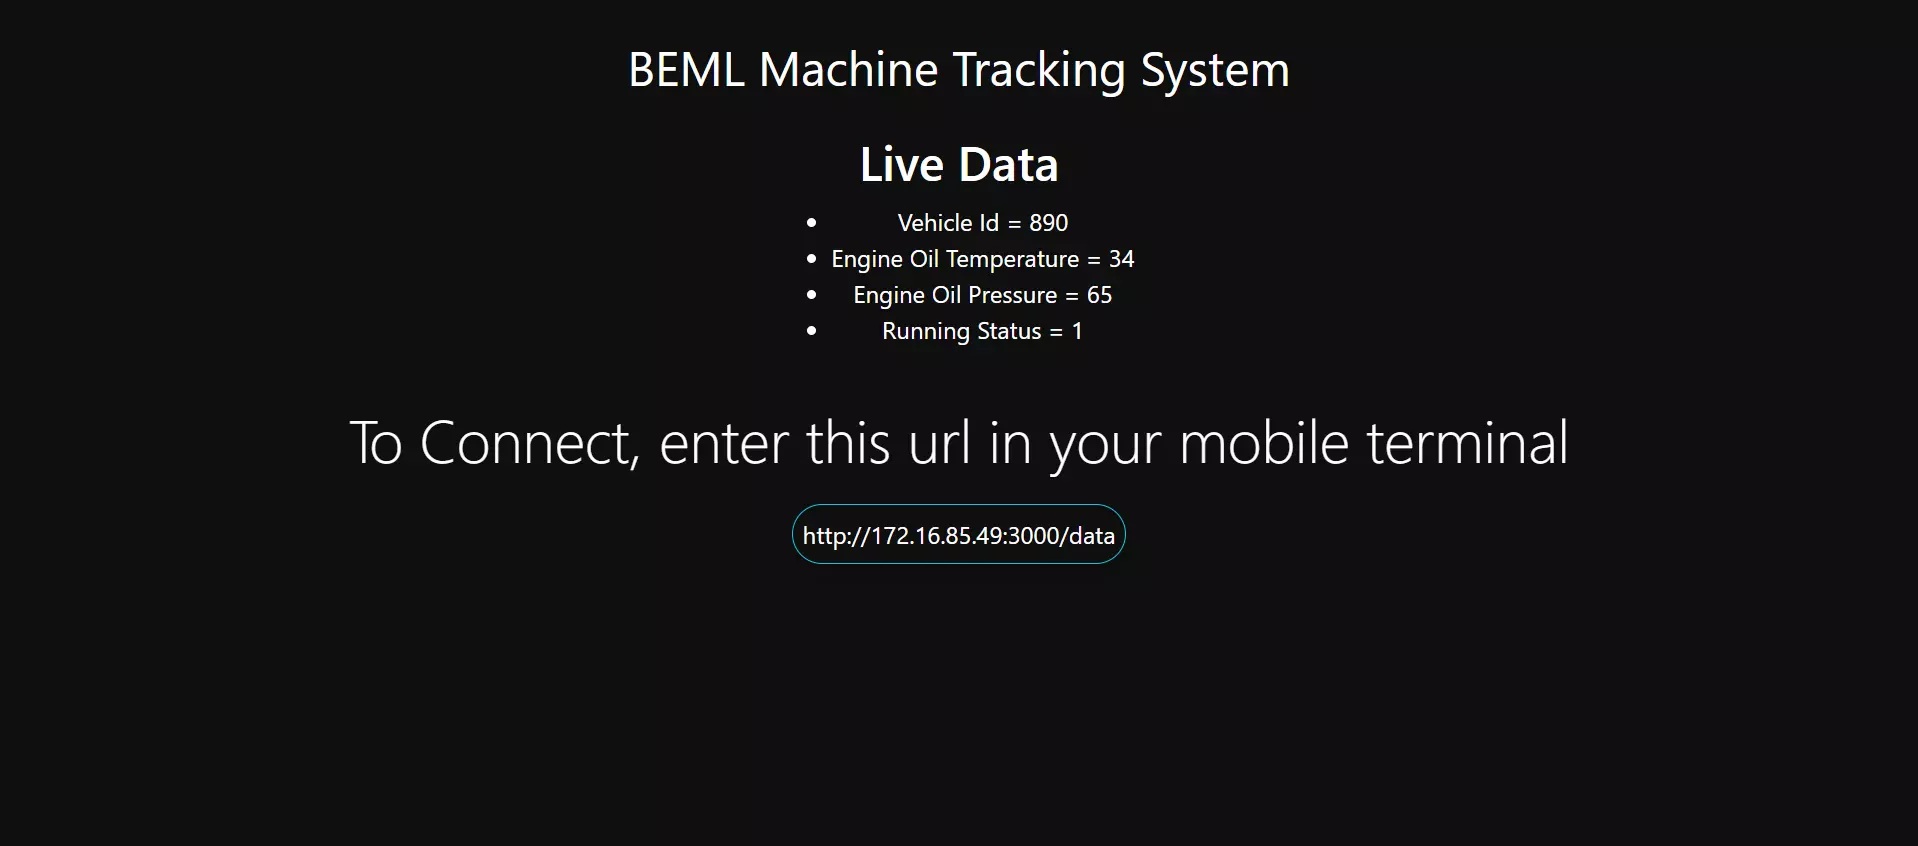 BEML Machine Tracking System
Live Data
• Vehicle Id = 890
• Engine Oil Temperature = 34
• Engine Oil Pressure = 65
• Running Status = 1
To Connect, enter this url in your mobile terminal
http://172.16.85.49:3000/data